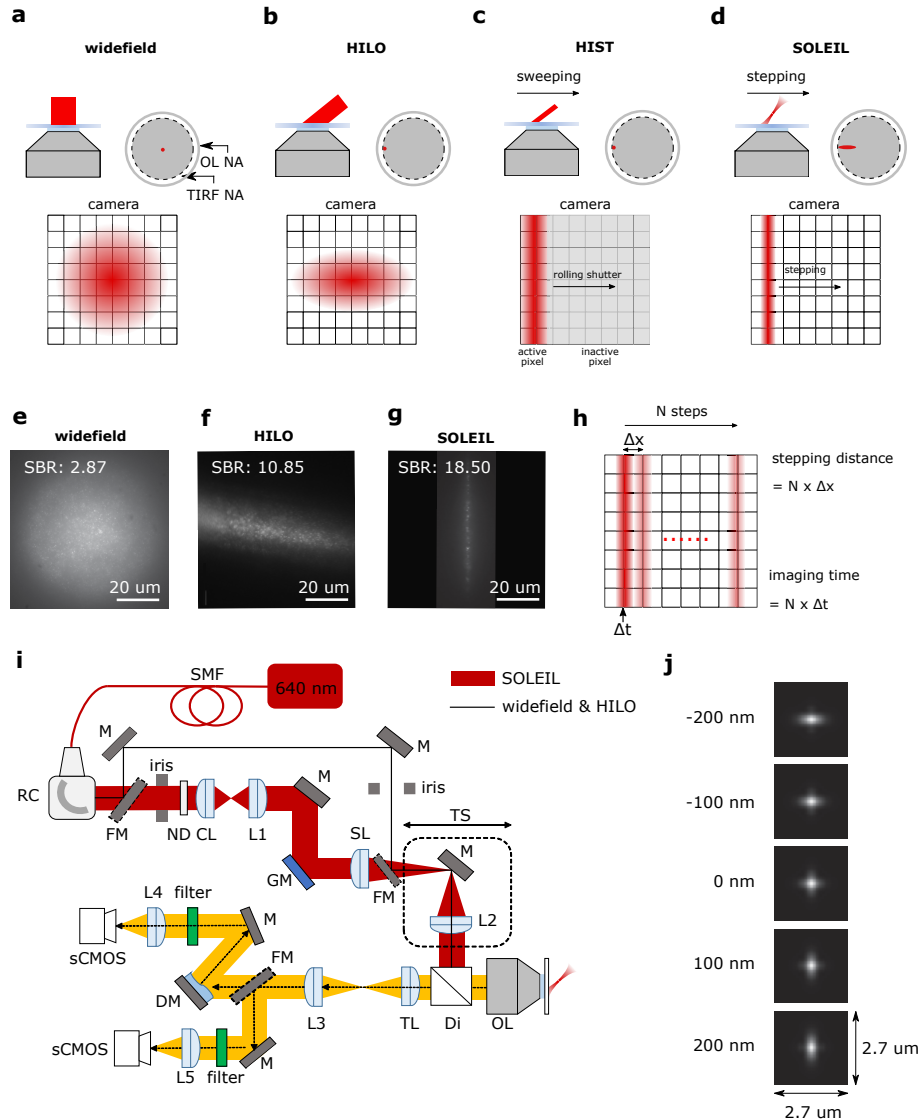 a
widefield
OL NA
TIRF NA
camera
b
HILO
camera
c
HIST
sweeping
camera
rolling shutter
active
pixel
inactive
pixel
d
SOLEIL
stepping
camera
stepping
e
widefield
SBR: 2.87
20 um
f
HILO
SBR: 10.85
20 um
g
SOLEIL
SBR: 18.50
20 um
h
N steps
Δx
stepping distance
= N x Δx
imaging time
= N x Δt
Δt
i
SMF
640 nm
SOLEIL
widefield & HILO
M
M
iris
M
iris
RC
FM
ND
CL
L1
SL
TS
M
GM
FM
L4
filter
L2
M
sCMOS
FM
DM
L3
TL
Di
OL
sCMOS
L5
filter
M
j
-200 nm
-100 nm
0 nm
100 nm
200 nm
2.7 um
2.7 um